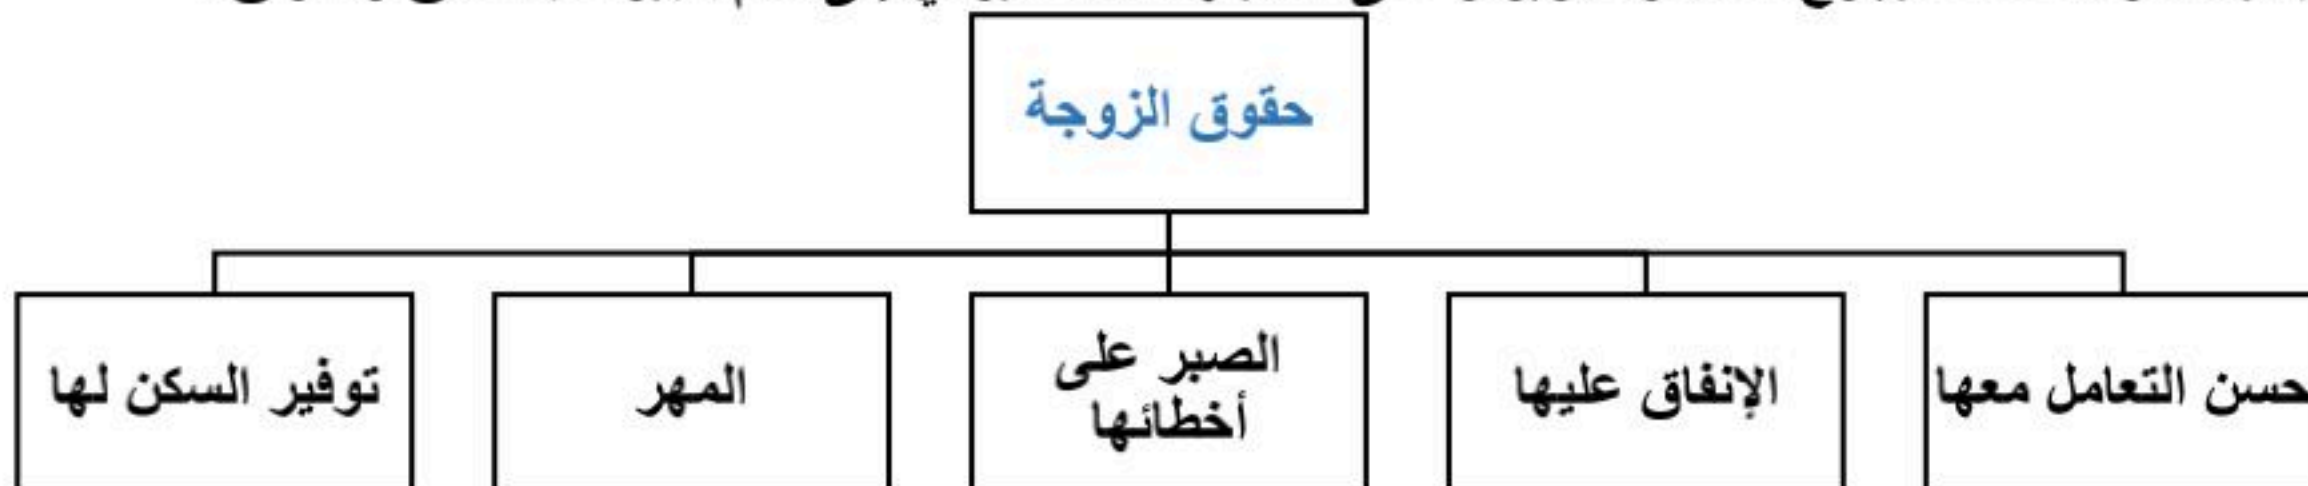 حقوق الزوجة
حسن التعامل معها
الإنفاق عليها
الصبر على
أخطائها
المهر
توفير السكن لها